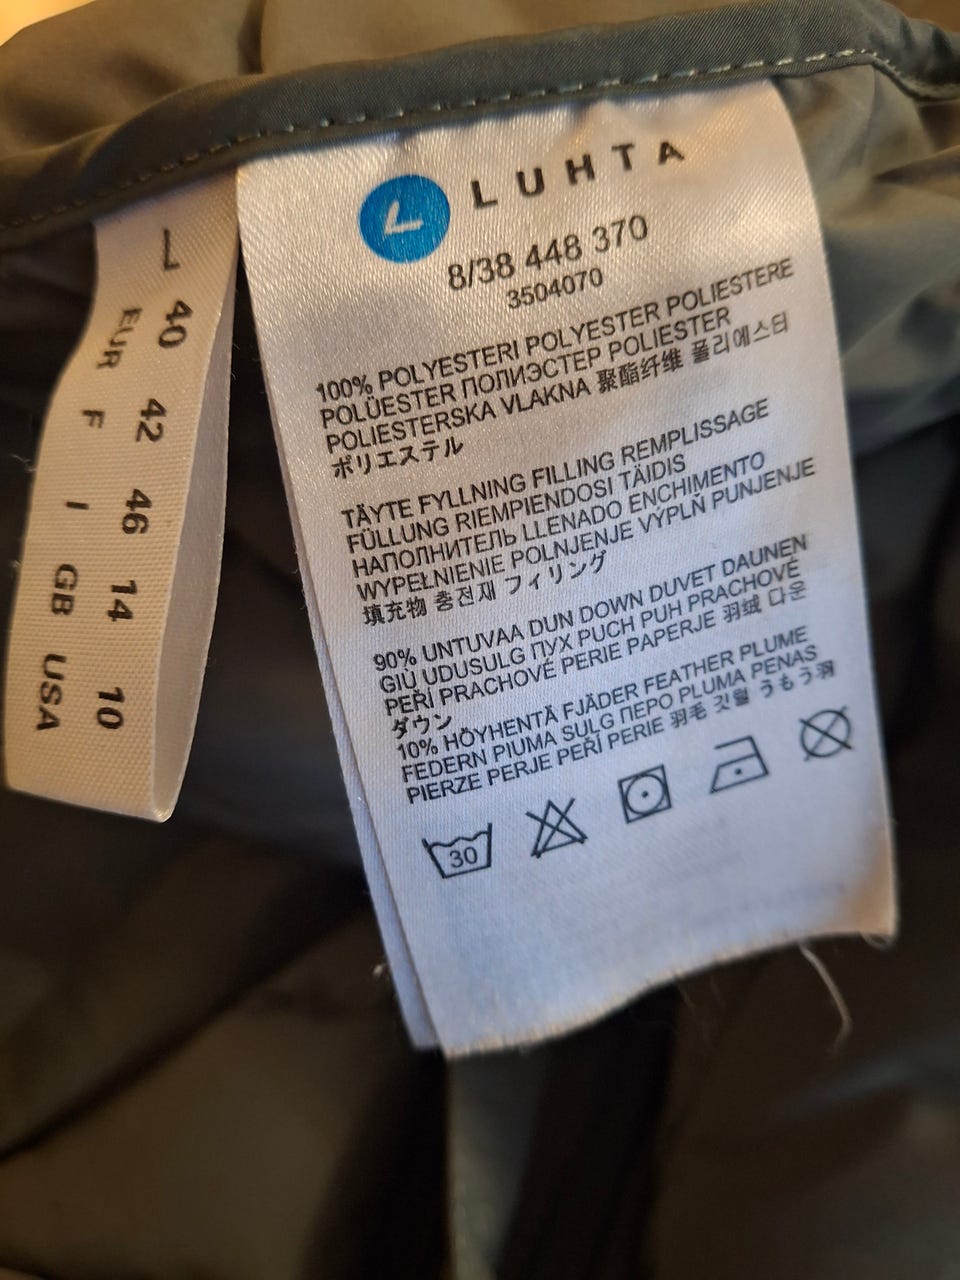 L
40 42 46 14 10
EUR F I GB USA
L LUHTA
8/38 448 370
3504070
100% POLYESTERI POLYESTER POLIESTERE
POLÜESTER ПОЛИЭСТЕР POLIESTER
POLIESTERSKA VLAKNA 聚酯纤维 폴리에스터
ポリエステル
TÄYTE FYLLNING FILLING REMPLISSAGE
FÜLLUNG RIEMPIENDOSI TÄIDIS
НАПОЛНИТЕЛЬ LLENADO ENCHIMENTO
WYPEŁNIENIE POLNJENJE VÝPLŇ PUNJENJE
填充物 충전재 フィリング
90% UNTUVAA DUN DOWN DUVET DAUNEN
GIÙ UDUSULG ПУХ PUCH PUH PRACHOVÉ
PEŘÍ PRACHOVÉ PERIE PAPERJE 羽绒 다운
ダウン
10% HÖYHENTÄ FJÄDER FEATHER PLUME
FEDERN PIUMA SULG ПЕРО PLUMA PENAS
PIERZE PERJE PEŘÍ PERIE 羽毛 깃털 うもう羽
30